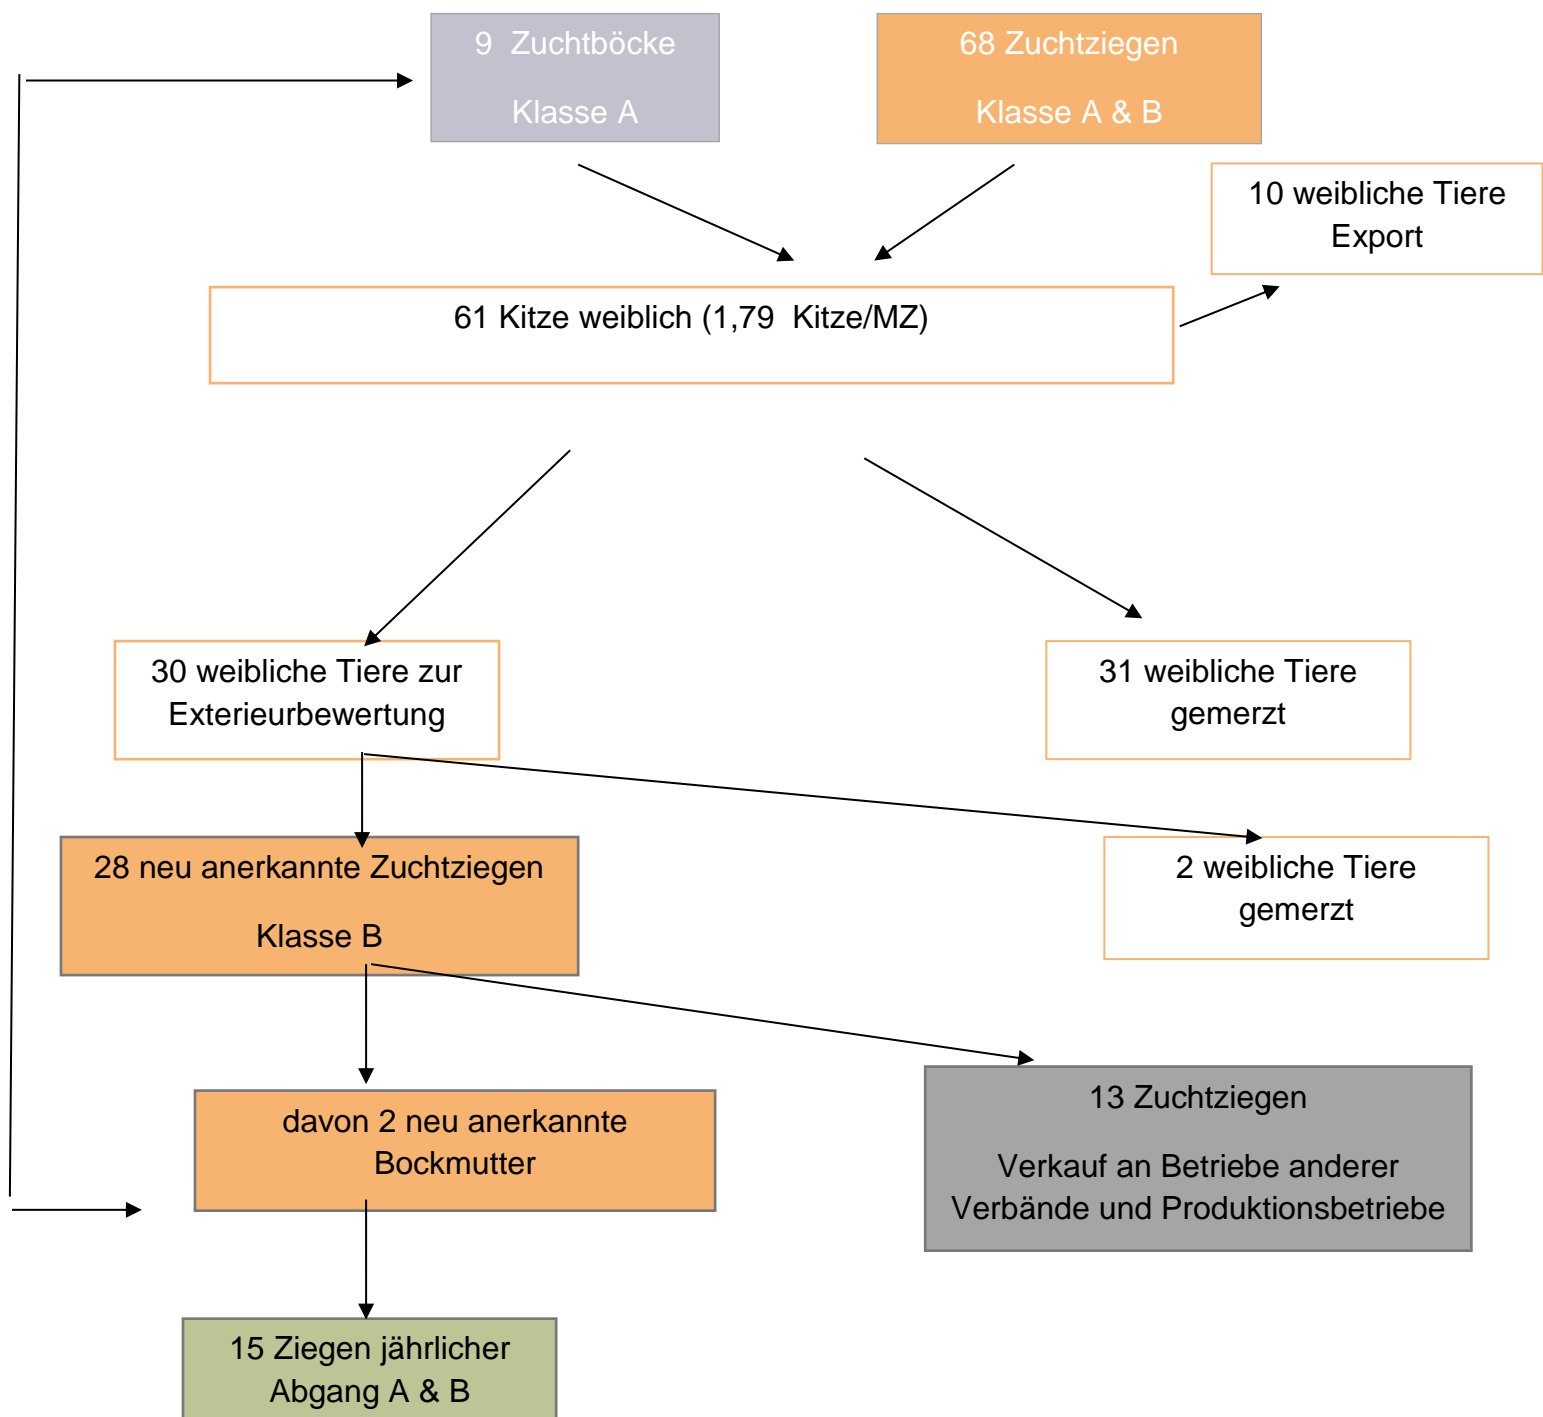 9 Zuchtböcke
Klasse A
68 Zuchtziegen
Klasse A & B
10 weibliche Tiere
Export
61 Kitze weiblich (1,79 Kitze/MZ)
30 weibliche Tiere zur
Exterieurbewertung
31 weibliche Tiere
gemerzt
28 neu anerkannte Zuchtziegen
Klasse B
2 weibliche Tiere
gemerzt
davon 2 neu anerkannte
Bockmutter
13 Zuchtziegen
Verkauf an Betriebe anderer
Verbände und Produktionsbetriebe
15 Ziegen jährlicher
Abgang A & B